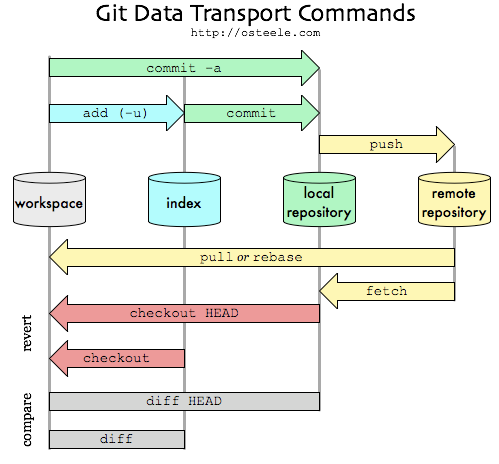 Git Data Transport Commands
http://osteele.com
commit -a
add (-u)
commit
push
workspace
index
local
repository
remote
repository
pull or rebase
fetch
revert
checkout HEAD
checkout
compare
diff HEAD
diff